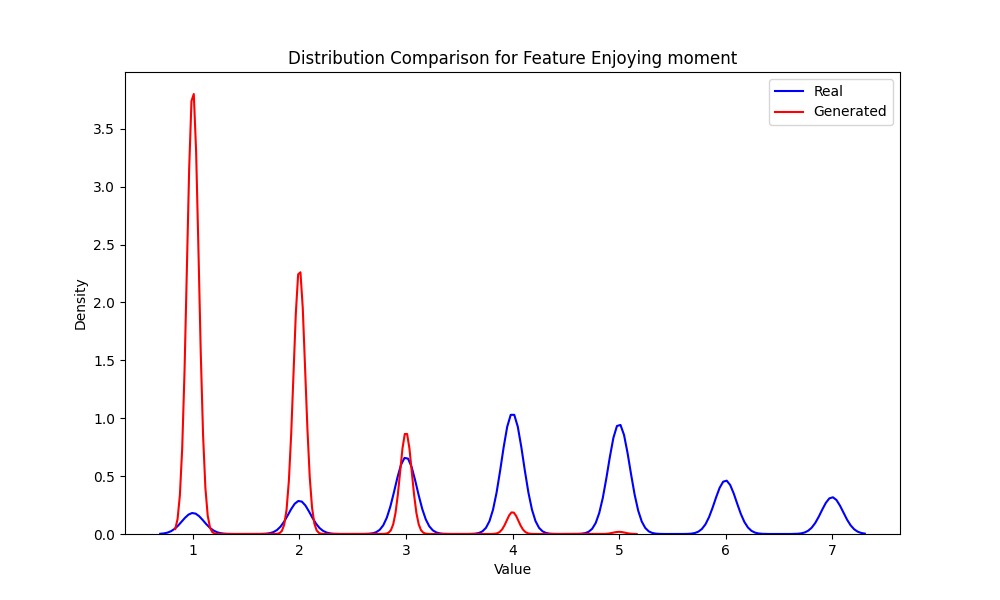 Distribution Comparison for Feature Enjoying moment
Real
Generated
Density
3.5
3.0
2.5
2.0
1.5
1.0
0.5
0.0
1 2 3 4 5 6 7
Value